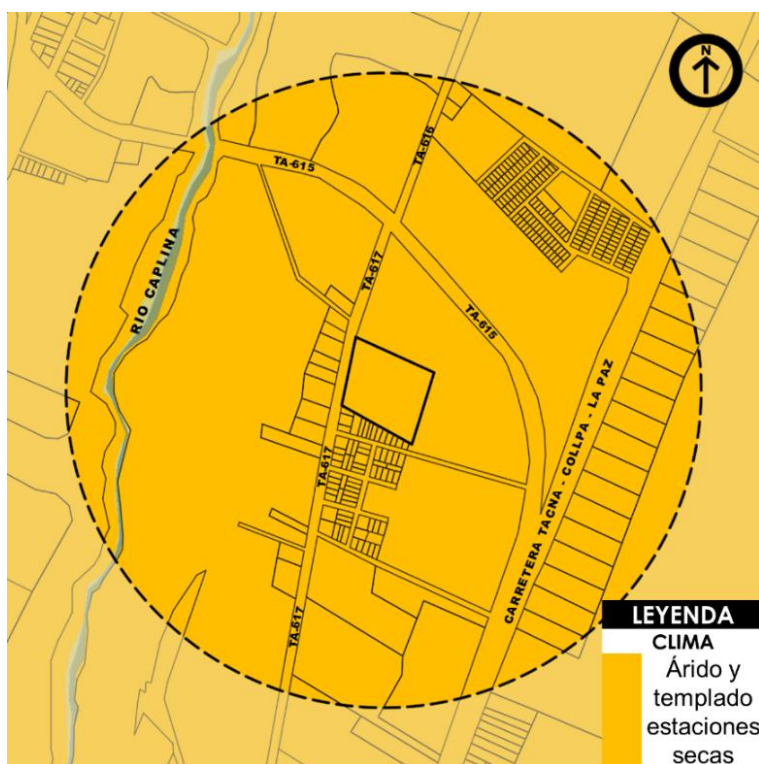 N
TA-616
TA-615
RIO CAPLINA
TA-617
TA-615
TA-617
CARRETERA TACNA - COLLPA - LA PAZ
TA-617
LEYENDA
CLIMA
Árido y
templado
estaciones
secas